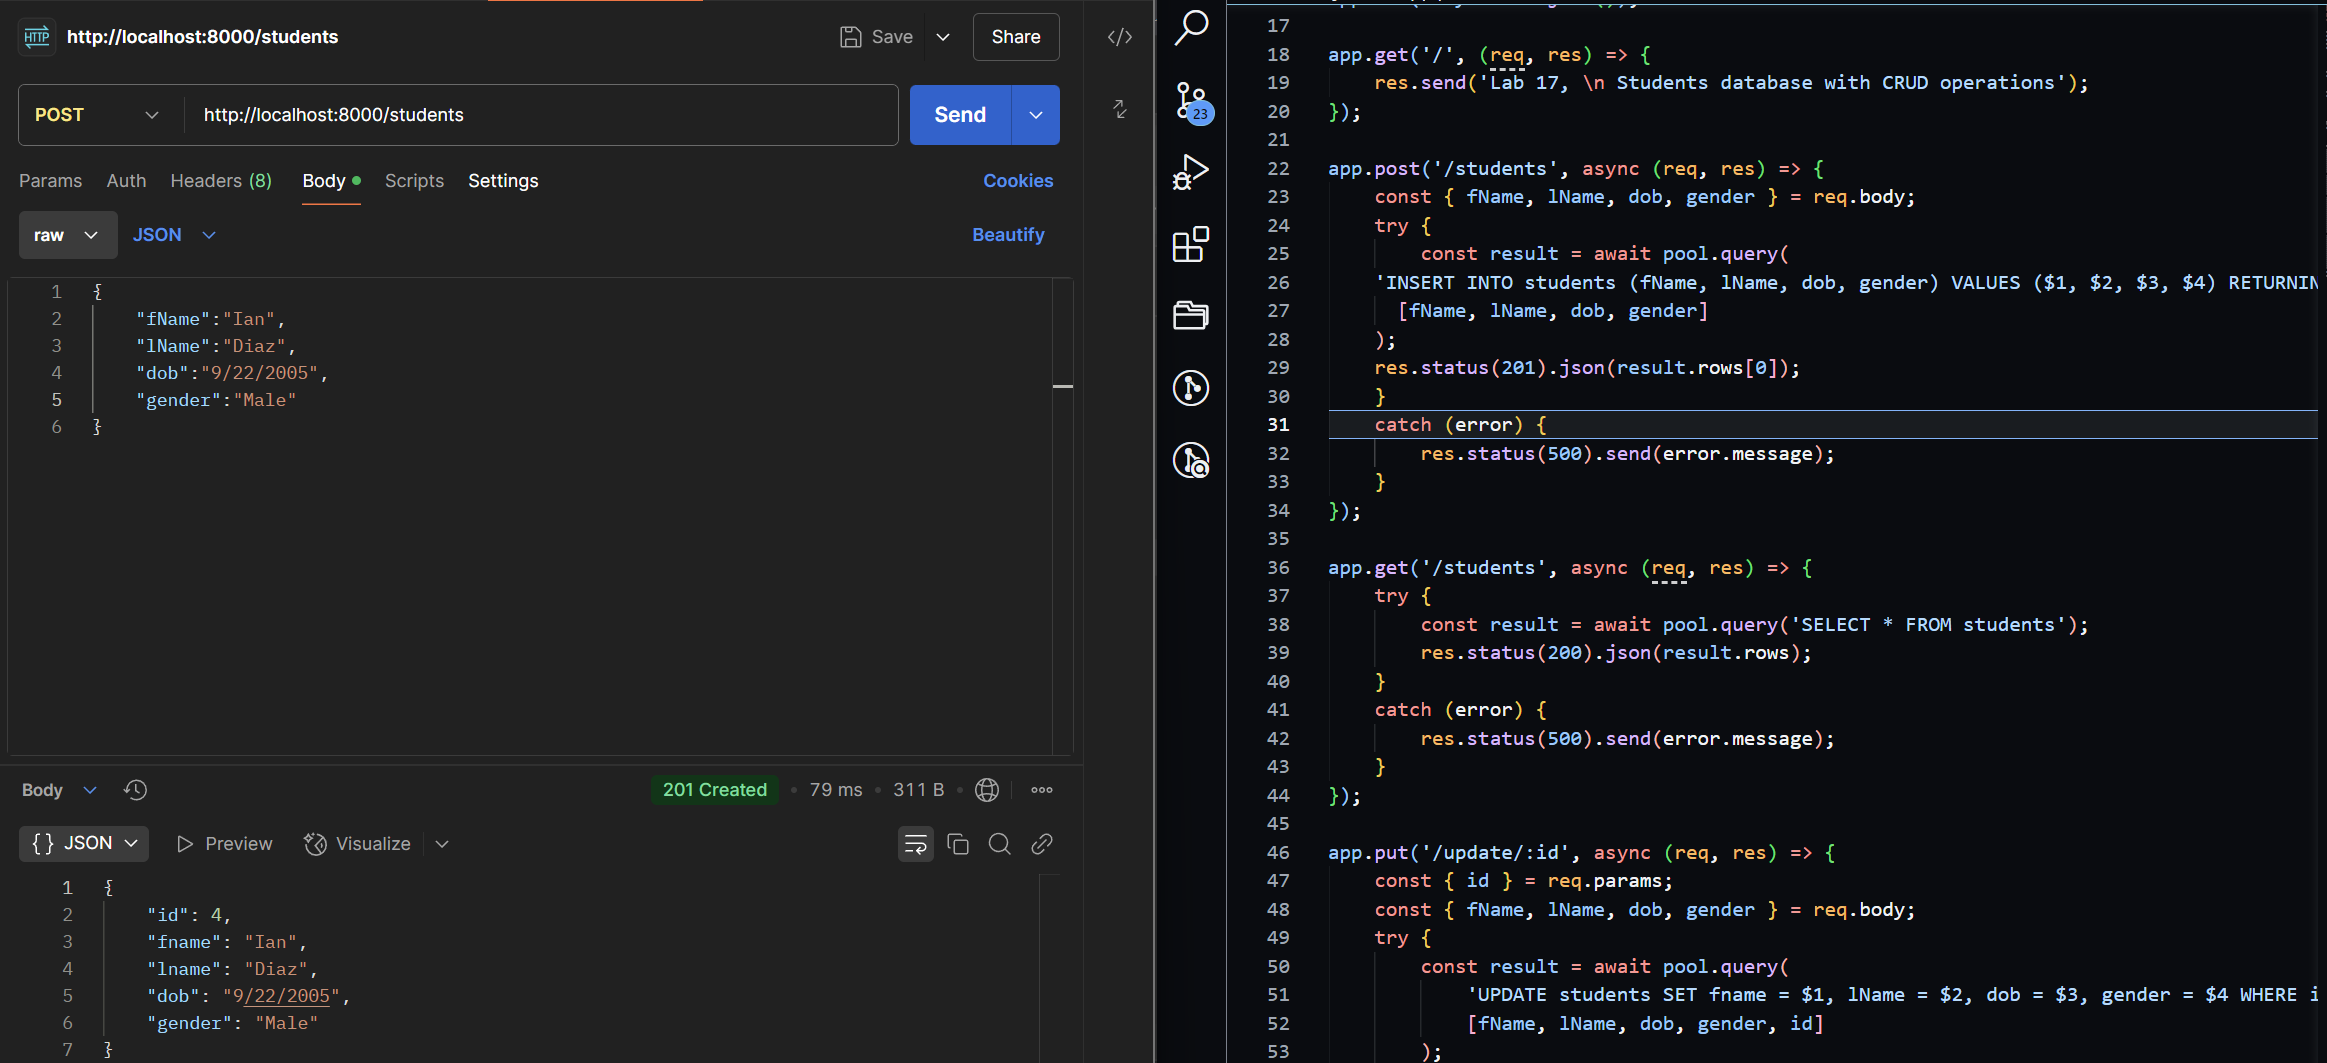 HTTP http://localhost:8000/students Save Share
POST http://localhost:8000/students Send
Params Auth Headers (8) Body Scripts Settings Cookies
raw JSON Beautify
1 {
2 "fName":"Ian",
3 "lName":"Diaz",
4 "dob":"9/22/2005",
5 "gender":"Male"
6 }
Body 201 Created • 79 ms • 311 B
{ } JSON Preview Visualize
1 {
2 "id": 4,
3 "fname": "Ian",
4 "lname": "Diaz",
5 "dob": "9/22/2005",
6 "gender": "Male"
7 }
23
17
18 app.get('/', (req, res) => {
19 res.send('Lab 17, \n Students database with CRUD operations');
20 });
21
22 app.post('/students', async (req, res) => {
23 const { fName, lName, dob, gender } = req.body;
24 try {
25 const result = await pool.query(
26 'INSERT INTO students (fName, lName, dob, gender) VALUES ($1, $2, $3, $4) RETURNIN
27 [fName, lName, dob, gender]
28 );
29 res.status(201).json(result.rows[0]);
30 }
31 catch (error) {
32 res.status(500).send(error.message);
33 }
34 });
35
36 app.get('/students', async (req, res) => {
37 try {
38 const result = await pool.query('SELECT * FROM students');
39 res.status(200).json(result.rows);
40 }
41 catch (error) {
42 res.status(500).send(error.message);
43 }
44 });
45
46 app.put('/update/:id', async (req, res) => {
47 const { id } = req.params;
48 const { fName, lName, dob, gender } = req.body;
49 try {
50 const result = await pool.query(
51 'UPDATE students SET fname = $1, lName = $2, dob = $3, gender = $4 WHERE i
52 [fName, lName, dob, gender, id]
53 );